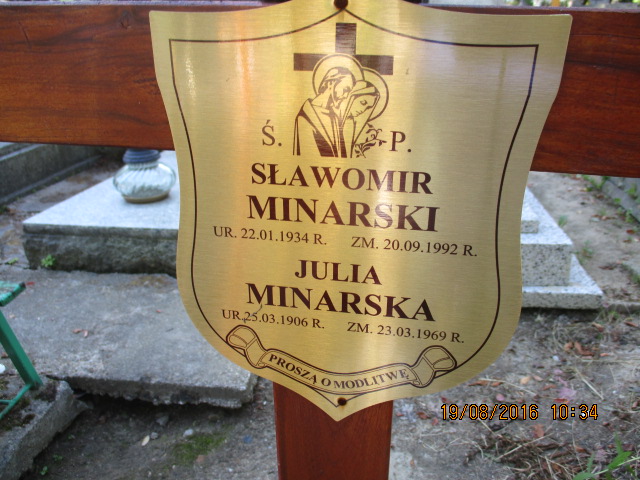 Ś. P.
SŁAWOMIR
MINARSKI
UR. 22.01.1934 R. ZM. 20.09.1992 R.
JULIA
MINARSKA
UR.25.03.1906 R. ZM. 23.03.1969 R.
PROSZĄ O MODLITWĘ
19/08/2016 10:34